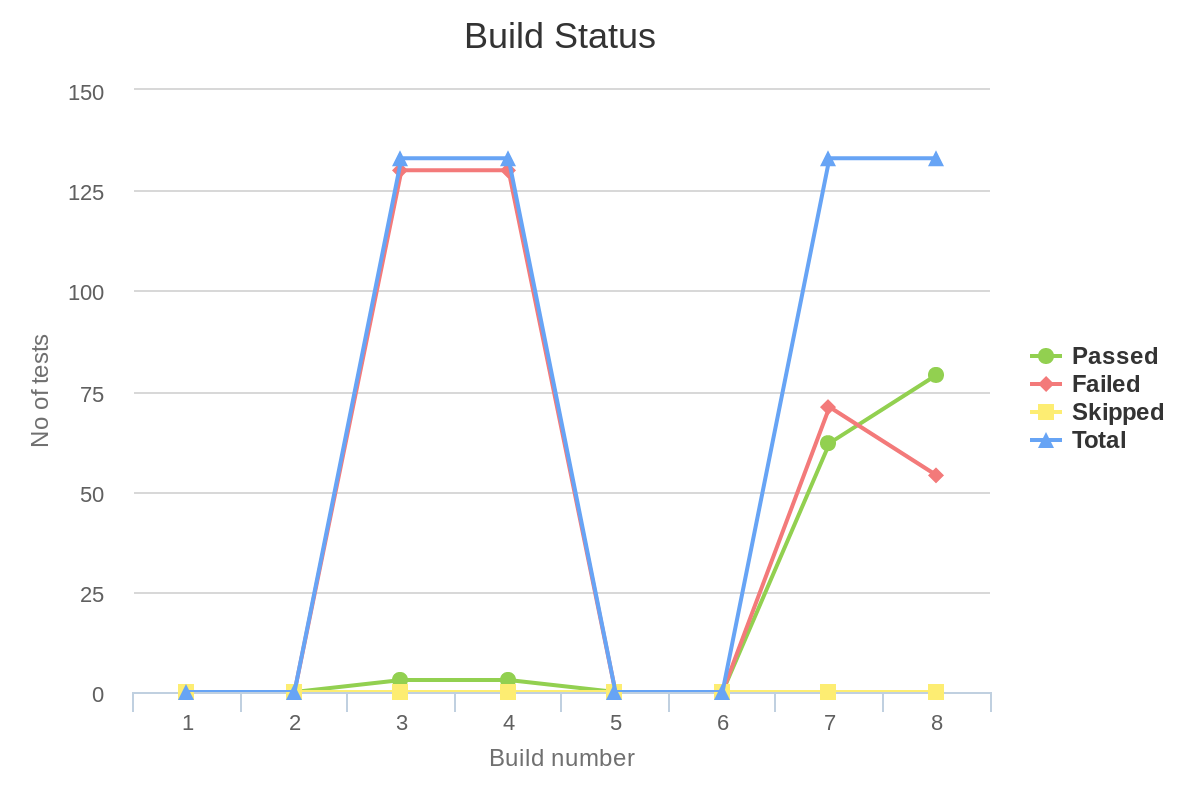 Build Status
150
125
100
75
50
25
0
No of tests
1 2 3 4 5 6 7 8
Build number
Passed
Failed
Skipped
Total